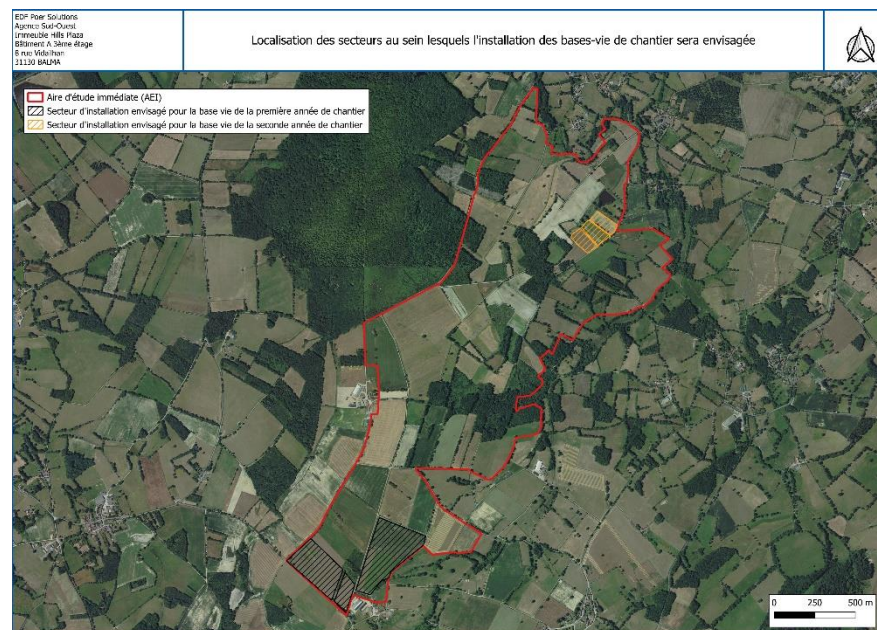 EDF Poer Solutions
Agence Sud-Ouest
Immeuble Hills Plaza
Bâtiment A 3ème étage
8 rue Vidailhan
31130 BALMA
Localisation des secteurs au sein lesquels l'installation des bases-vie de chantier sera envisagée
Aire d'étude immédiate (AEI)
Secteur d'installation envisagé pour la base vie de la première année de chantier
Secteur d'installation envisagé pour la base vie de la seconde année de chantier
0 250 500 m